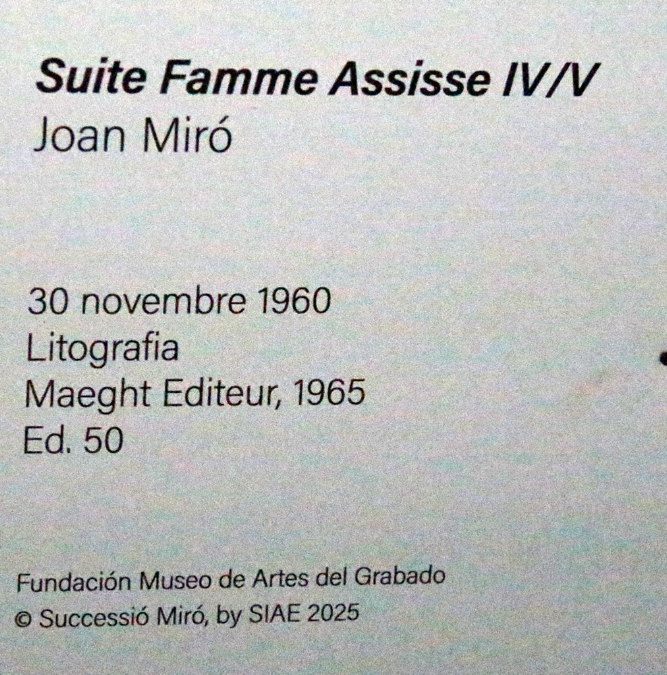 Suite Famme Assisse IV/V
Joan Miró
30 novembre 1960
Litografia
Maeght Editeur, 1965
Ed. 50
Fundación Museo de Artes del Grabado
© Successió Miró, by SIAE 2025